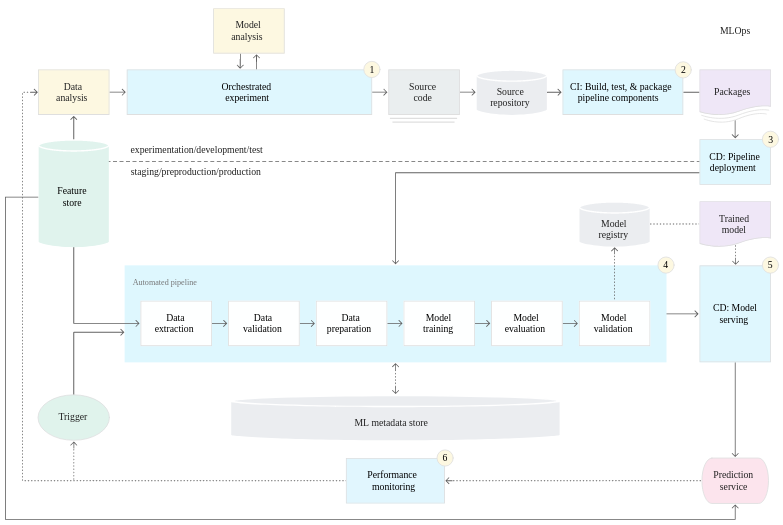 MLOps
Model
analysis
1
2
Data
analysis
Orchestrated
experiment
Source
code
Source
repository
CI: Build, test, & package
pipeline components
Packages
3
experimentation/development/test
CD: Pipeline
deployment
staging/preproduction/production
Feature
store
Model
registry
Trained
model
4
5
Automated pipeline
Data
extraction
Data
validation
Data
preparation
Model
training
Model
evaluation
Model
validation
CD: Model
serving
Trigger
ML metadata store
6
Performance
monitoring
Prediction
service